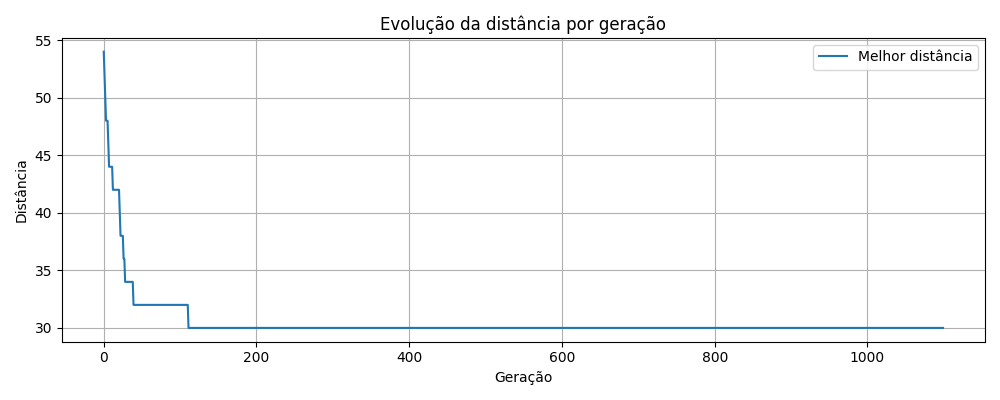 Evolução da distância por geração
Melhor distância
Distância
55
50
45
40
35
30
0 200 400 600 800 1000
Geração